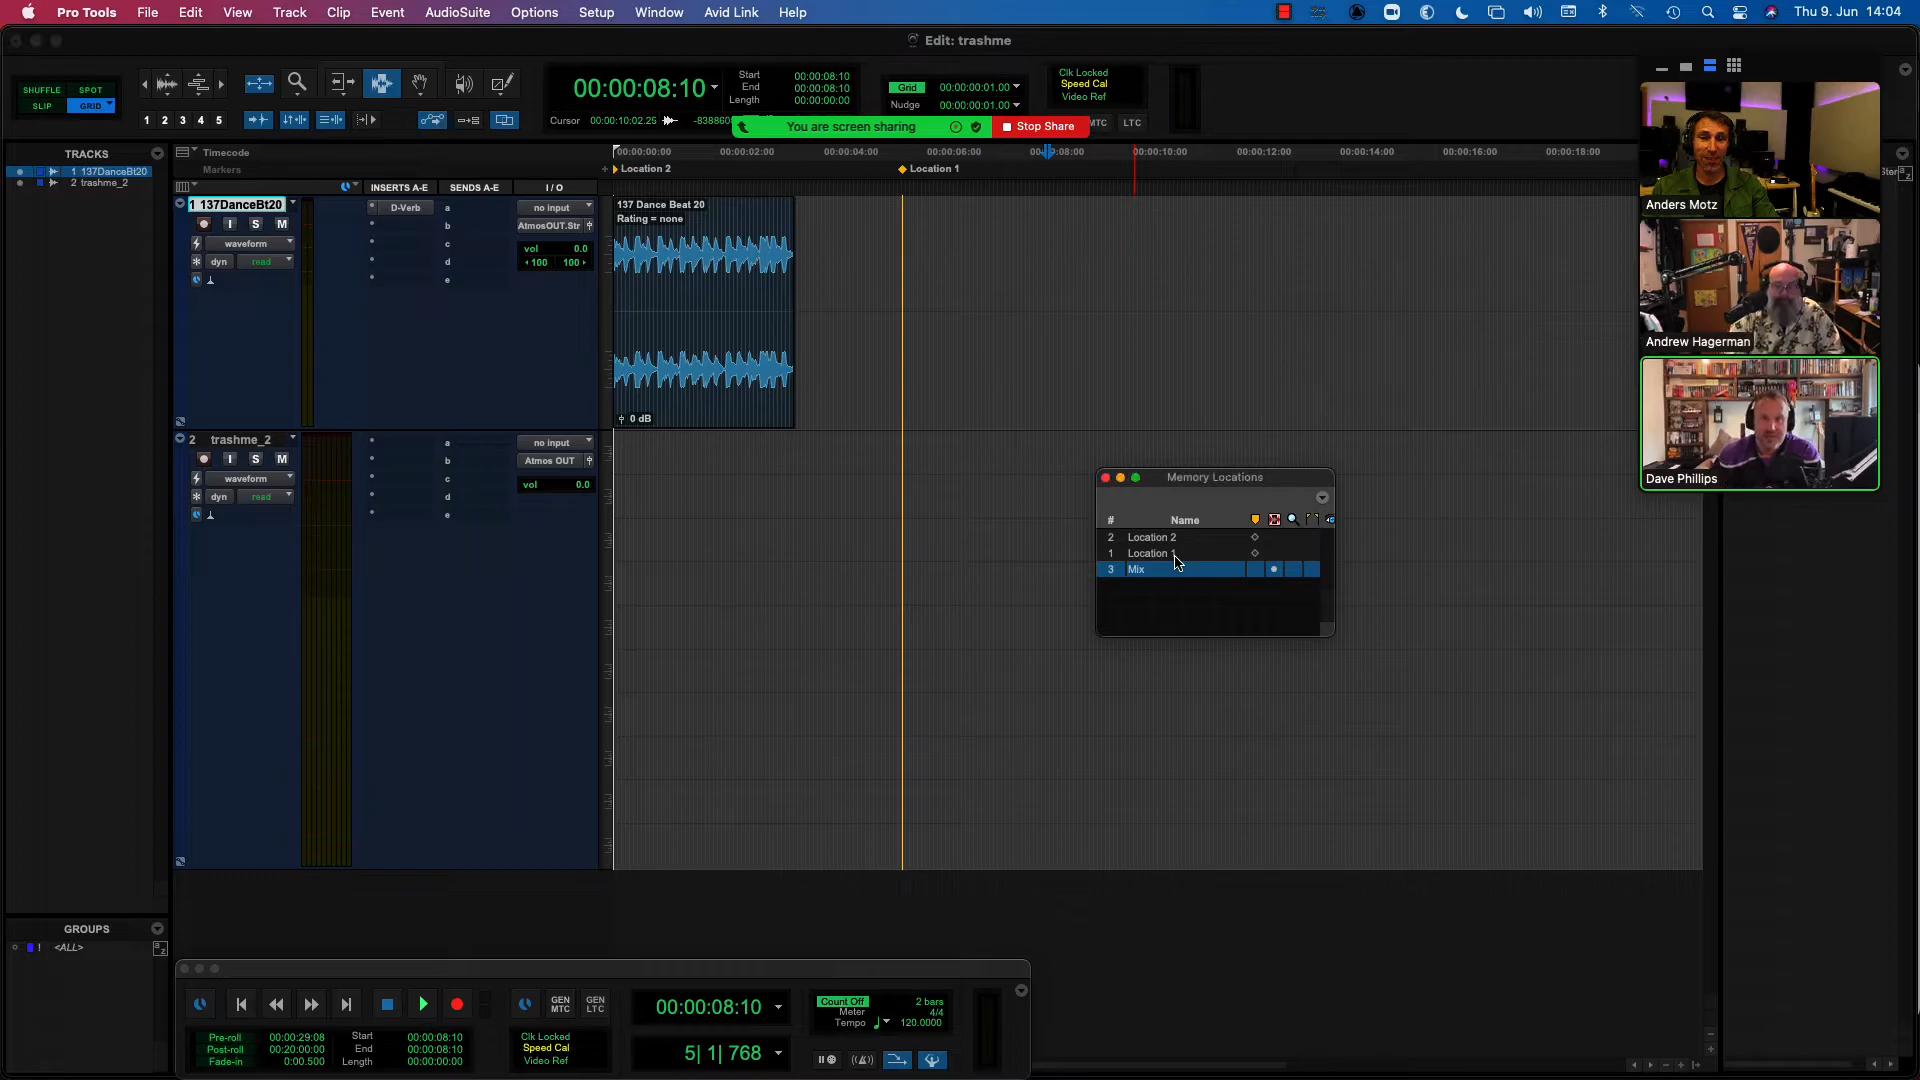 Pro Tools File Edit View Track Clip Event AudioSuite Options Setup Window Avid Link Help Thu 9. Jun 14:04
Edit: trashme
SHUFFLE SPOT
SLIP GRID
1 2 3 4 5
00:00:08:10
Start 00:00:08:10
End 00:00:08:10
Length 00:00:00:00
Cursor 00:00:10:02.25 -838860
Grid 00:00:00:01.00
Nudge 00:00:00:01.00
Clk Locked
Speed Cal
Video Ref
MTC LTC
You are screen sharing Stop Share
TRACKS
1 137DanceBt20
2 trashme_2
Timecode
Markers
00:00:00:00 00:00:02:00 00:00:04:00 00:00:06:00 00:00:08:00 00:00:10:00 00:00:12:00 00:00:14:00 00:00:16:00 00:00:18:00
Location 2 Location 1
INSERTS A-E SENDS A-E I / O
1 137DanceBt20
I S M
waveform
dyn read
D-Verb
a
b
c
d
e
no input
AtmosOUT.Str
vol 0.0
100 100
137 Dance Beat 20
Rating = none
0 dB
2 trashme_2
I S M
waveform
dyn read
a
b
c
d
e
no input
Atmos OUT
vol 0.0
Memory Locations
# Name
2 Location 2
1 Location 1
3 Mix
Anders Motz
Andrew Hagerman
Dave Phillips
GROUPS
! <ALL>
a z
GEN MTC
GEN LTC
00:00:08:10
Count Off 2 bars
Meter 4/4
Tempo 120.0000
Pre-roll 00:00:29:08
Post-roll 00:20:00:00
Fade-in 0:00.500
Start 00:00:08:10
End 00:00:08:10
Length 00:00:00:00
Clk Locked
Speed Cal
Video Ref
5| 1| 768